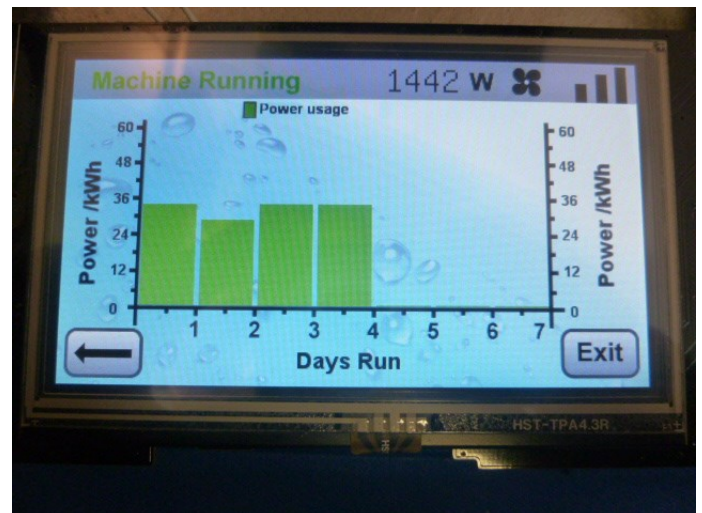 Machine Running 1442 W
Power usage
Power /kWh
60
48
36
24
12
0
60
48
36
24
12
0
Power /kWh
1 2 3 4 5 6 7
Days Run
Exit
HST-TPA4.3R